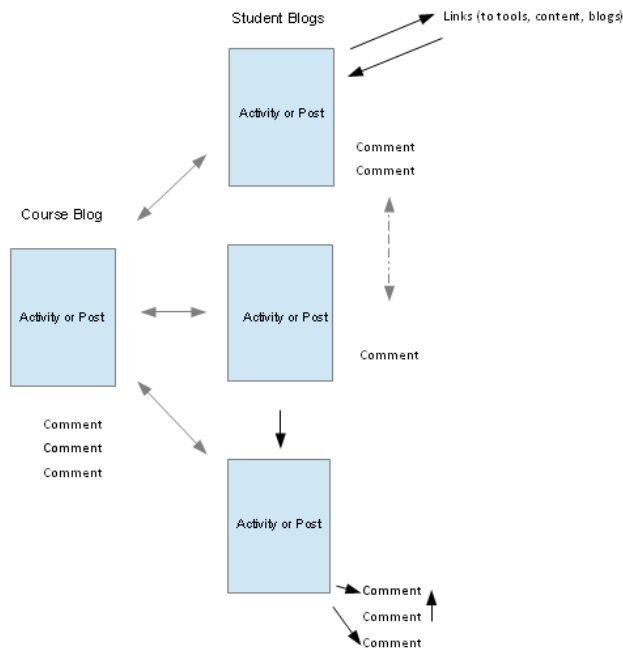 Student Blogs
Links (to tools, content, blogs)
Activity or Post
Comment
Comment
Course Blog
Activity or Post
Activity or Post
Comment
Comment
Comment
Comment
Activity or Post
Comment
Comment
Comment